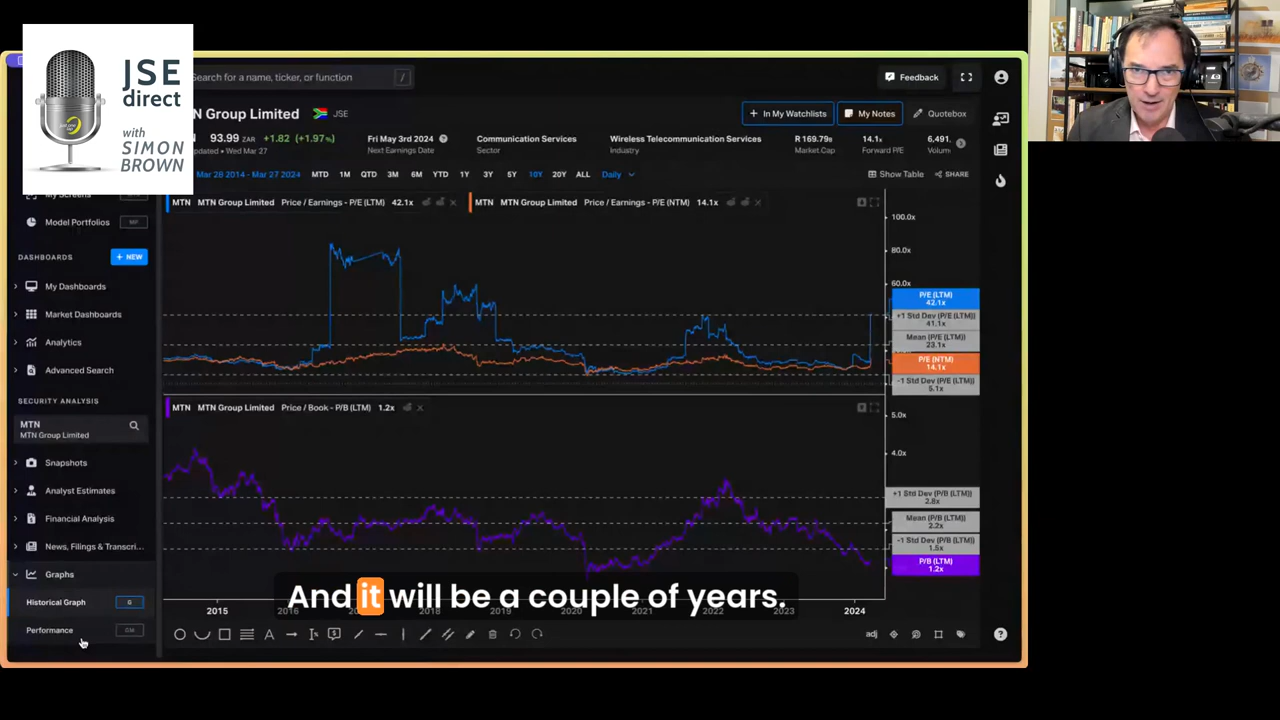 JSE
direct
with
SIMON
BROWN
Search for a name, ticker, or function
/
Feedback
MTN Group Limited
JSE
+ In My Watchlists
My Notes
Quotebox
93.99 ZAR +1.82 (+1.97%)
Wed Mar 27
Fri May 3rd 2024
Next Earnings Date
Communication Services
Sector
Wireless Telecommunication Services
Industry
R 169.79B
Market Cap
14.1x
Forward P/E
6,491,
Volum
Mar 28 2014 - Mar 27 2024
MTD 1M QTD 3M 6M YTD 1Y 3Y 5Y 10Y 20Y ALL Daily
Show Table
SHARE
My Screens
Model Portfolios
MP
DASHBOARDS
+ NEW
My Dashboards
Market Dashboards
Analytics
Advanced Search
SECURITY ANALYSIS
MTN
MTN Group Limited
Snapshots
Analyst Estimates
Financial Analysis
News, Filings & Transcri...
Graphs
Historical Graph
G
Performance
GM
MTN MTN Group Limited Price / Earnings - P/E (LTM) 42.1x
MTN MTN Group Limited Price / Earnings - P/E (NTM) 14.1x
100.0x
80.0x
60.0x
P/E (LTM)
42.1x
+1 Std Dev (P/E (LTM))
41.1x
Mean (P/E (LTM))
23.1x
P/E (NTM)
14.1x
-1 Std Dev (P/E (LTM))
5.1x
MTN MTN Group Limited Price / Book - P/B (LTM) 1.2x
5.0x
4.0x
+1 Std Dev (P/B (LTM))
2.8x
Mean (P/B (LTM))
2.2x
-1 Std Dev (P/B (LTM))
1.5x
P/B (LTM)
1.2x
And it will be a couple of years.
2015 2016 2022 2024
A
adj
?